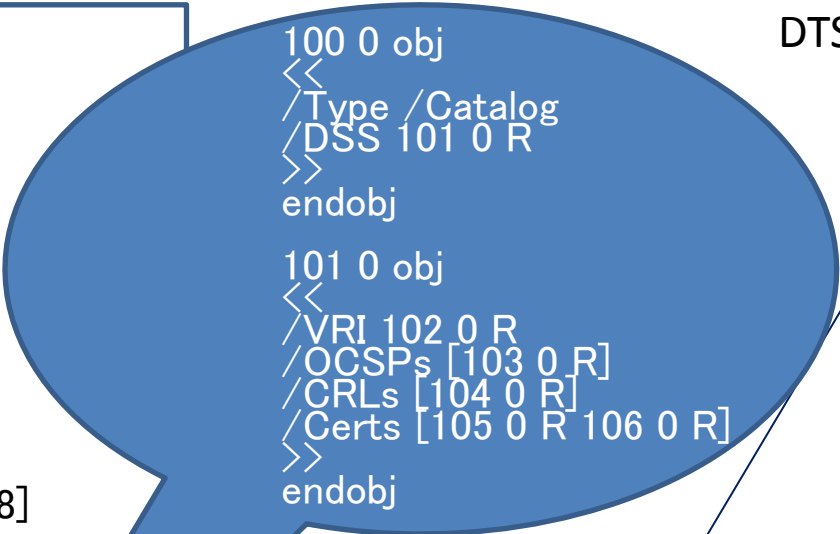 DTS
100 0 obj
<<
/Type /Catalog
/DSS 101 0 R
>>
endobj
101 0 obj
<<
/VRI 102 0 R
/OCSPs [103 0 R]
/CRLs [104 0 R]
/Certs [105 0 R 106 0 R]
>>
endobj
8]